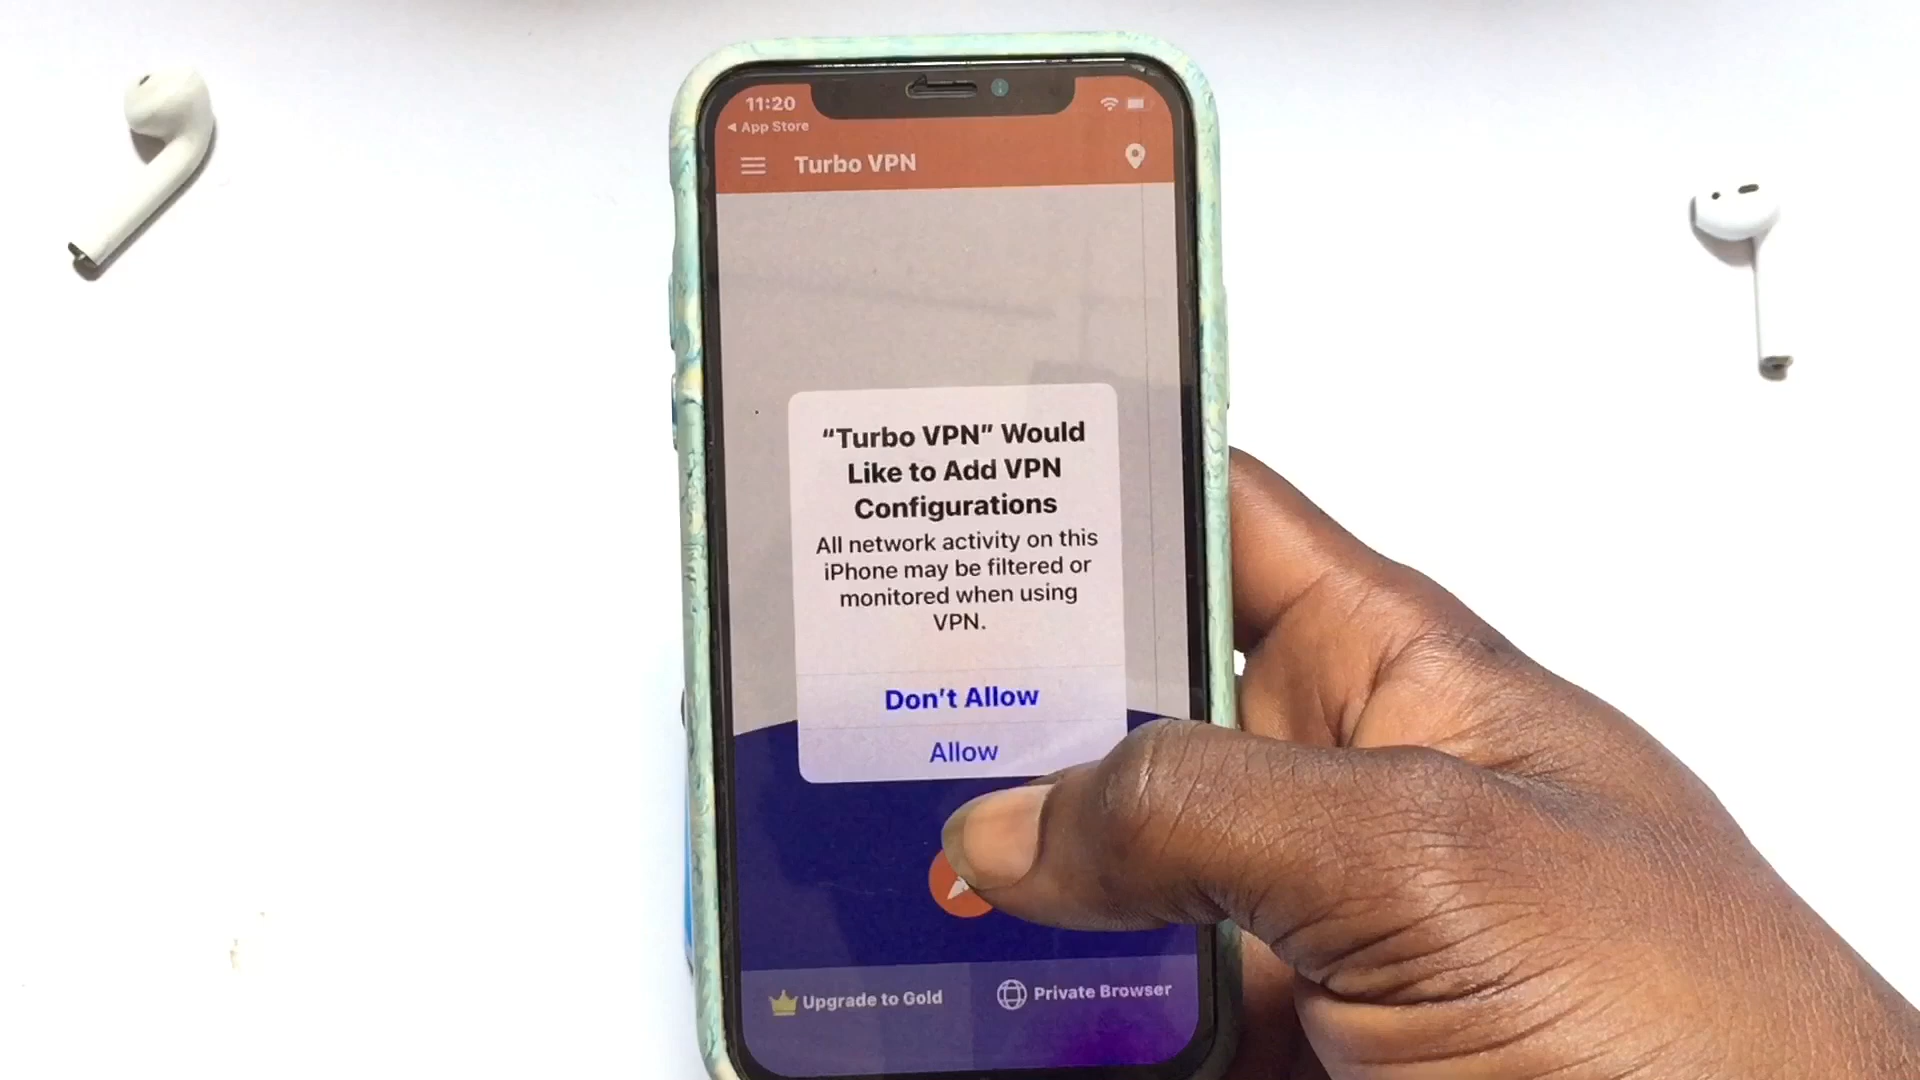 11:20
◀ App Store
Turbo VPN
“Turbo VPN” Would
Like to Add VPN
Configurations
All network activity on this
iPhone may be filtered or
monitored when using
VPN.
Don’t Allow
Allow
Upgrade to Gold
Private Browser